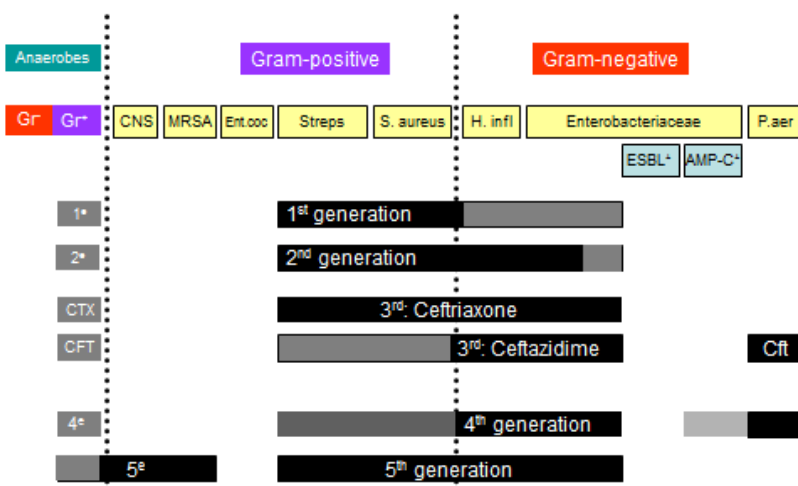 Anaerobes Gram-positive Gram-negative
Gr⁻ Gr⁺ CNS MRSA Ent.coc Streps S. aureus H. infl Enterobacteriaceae P.aer
ESBL⁺ AMP-C⁺
1ᵉ 1st generation
2ᵉ 2nd generation
CTX 3rd: Ceftriaxone
CFT 3rd: Ceftazidime Cft
4ᵉ 4th generation
5ᵉ 5th generation